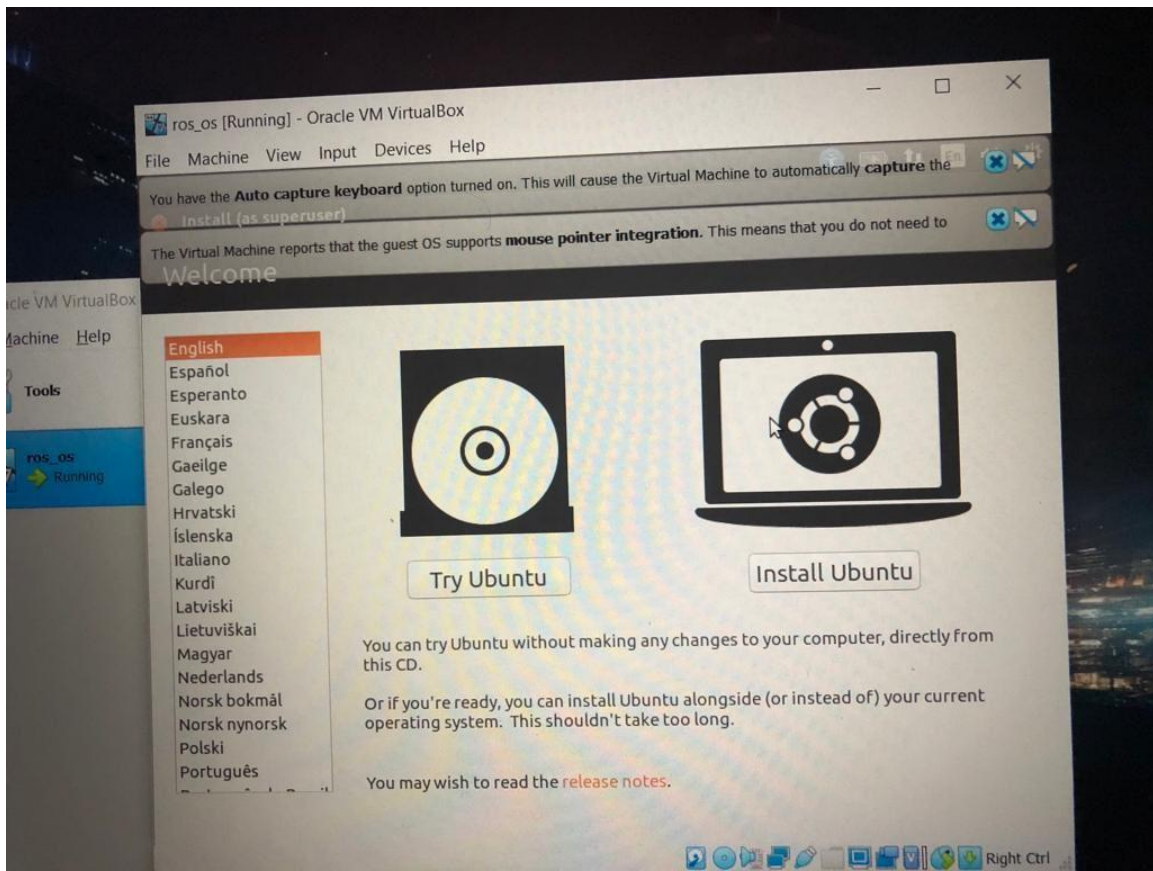 ros_os [Running] - Oracle VM VirtualBox
File Machine View Input Devices Help
You have the Auto capture keyboard option turned on. This will cause the Virtual Machine to automatically capture the
En
Install (as superuser)
The Virtual Machine reports that the guest OS supports mouse pointer integration. This means that you do not need to
Welcome
acle VM VirtualBox
Machine Help
Tools
ros_os
Running
English
Español
Esperanto
Euskara
Français
Gaeilge
Galego
Hrvatski
Íslenska
Italiano
Kurdî
Latviski
Lietuviškai
Magyar
Nederlands
Norsk bokmål
Norsk nynorsk
Polski
Português
Try Ubuntu
Install Ubuntu
You can try Ubuntu without making any changes to your computer, directly from
this CD.
Or if you're ready, you can install Ubuntu alongside (or instead of) your current
operating system. This shouldn't take too long.
You may wish to read the release notes.
Right Ctrl